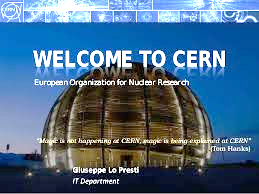 CERN
WELCOME TO CERN
European Organization for Nuclear Research
"Magic is not happening at CERN, magic is being explained at CERN"
(Tom Hanks)
Giuseppe Lo Presti
IT Department